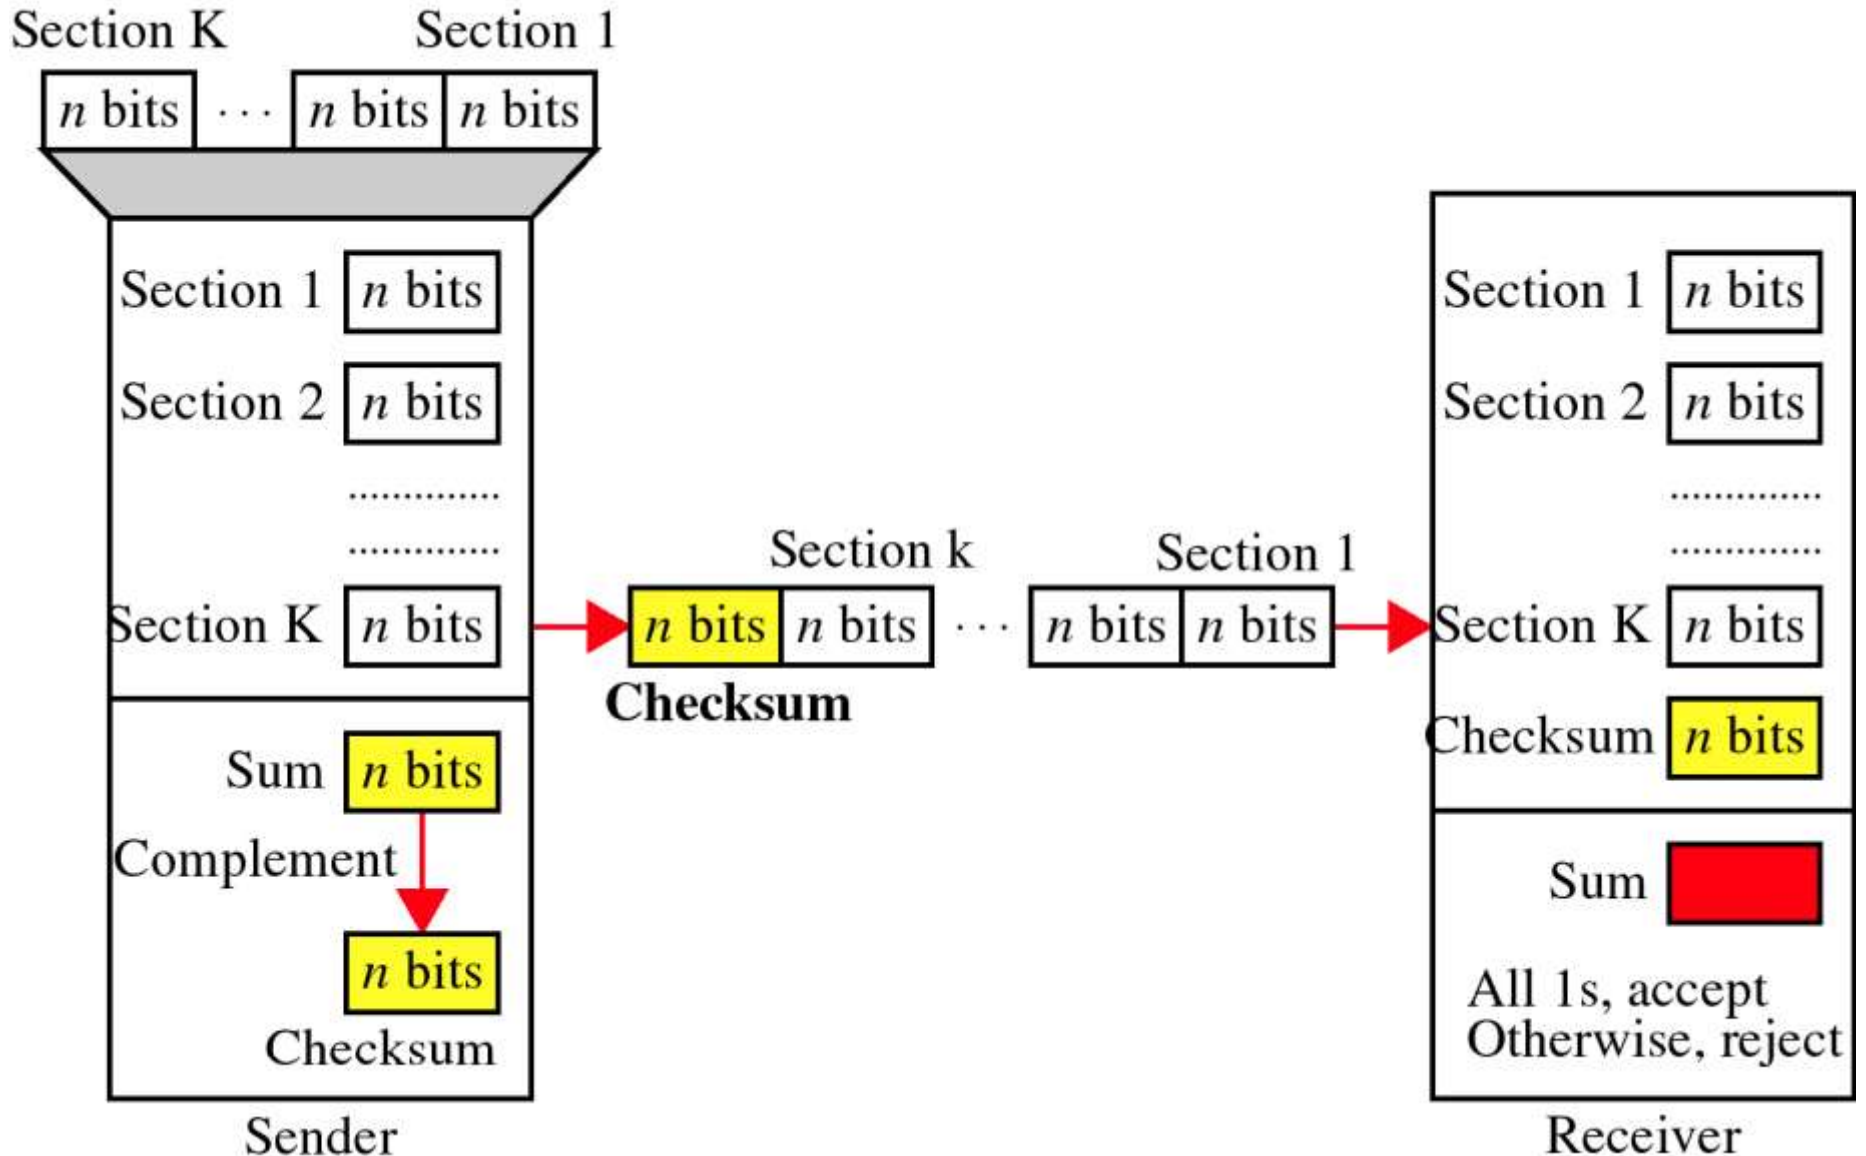 Section K Section 1
n bits ... n bits n bits
Section 1 n bits
Section 2 n bits
..............
..............
Section K n bits
Sum n bits
Complement
n bits
Checksum
Sender
Section k Section 1
n bits n bits ... n bits n bits
Checksum
Section 1 n bits
Section 2 n bits
..............
..............
Section K n bits
Checksum n bits
Sum
All 1s, accept
Otherwise, reject
Receiver